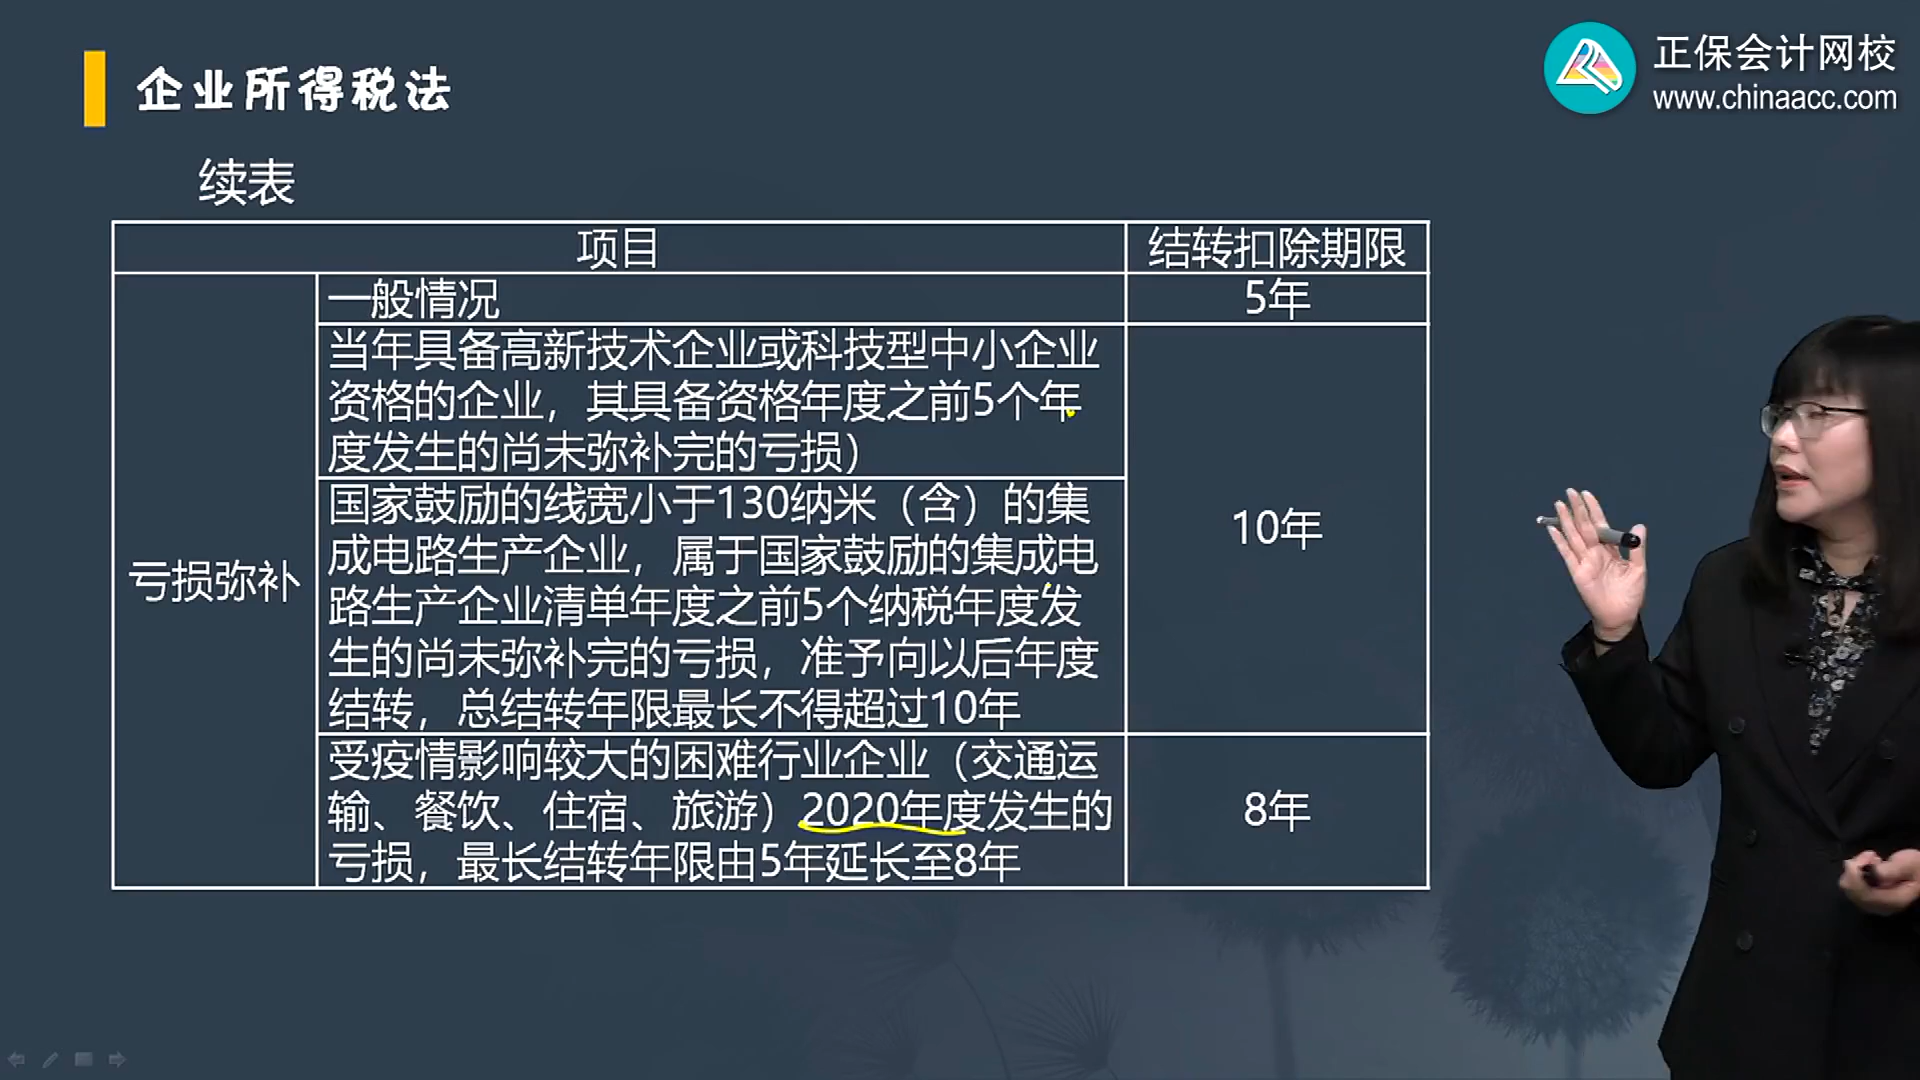 企业所得税法
正保会计网校
www.chinaacc.com
续表
项目
结转扣除期限
亏损弥补
一般情况
5年
当年具备高新技术企业或科技型中小企业
资格的企业，其具备资格年度之前5个年
度发生的尚未弥补完的亏损）
国家鼓励的线宽小于130纳米（含）的集
成电路生产企业，属于国家鼓励的集成电
路生产企业清单年度之前5个纳税年度发
生的尚未弥补完的亏损，准予向以后年度
结转，总结转年限最长不得超过10年
10年
受疫情影响较大的困难行业企业（交通运
输、餐饮、住宿、旅游）2020年度发生的
亏损，最长结转年限由5年延长至8年
8年